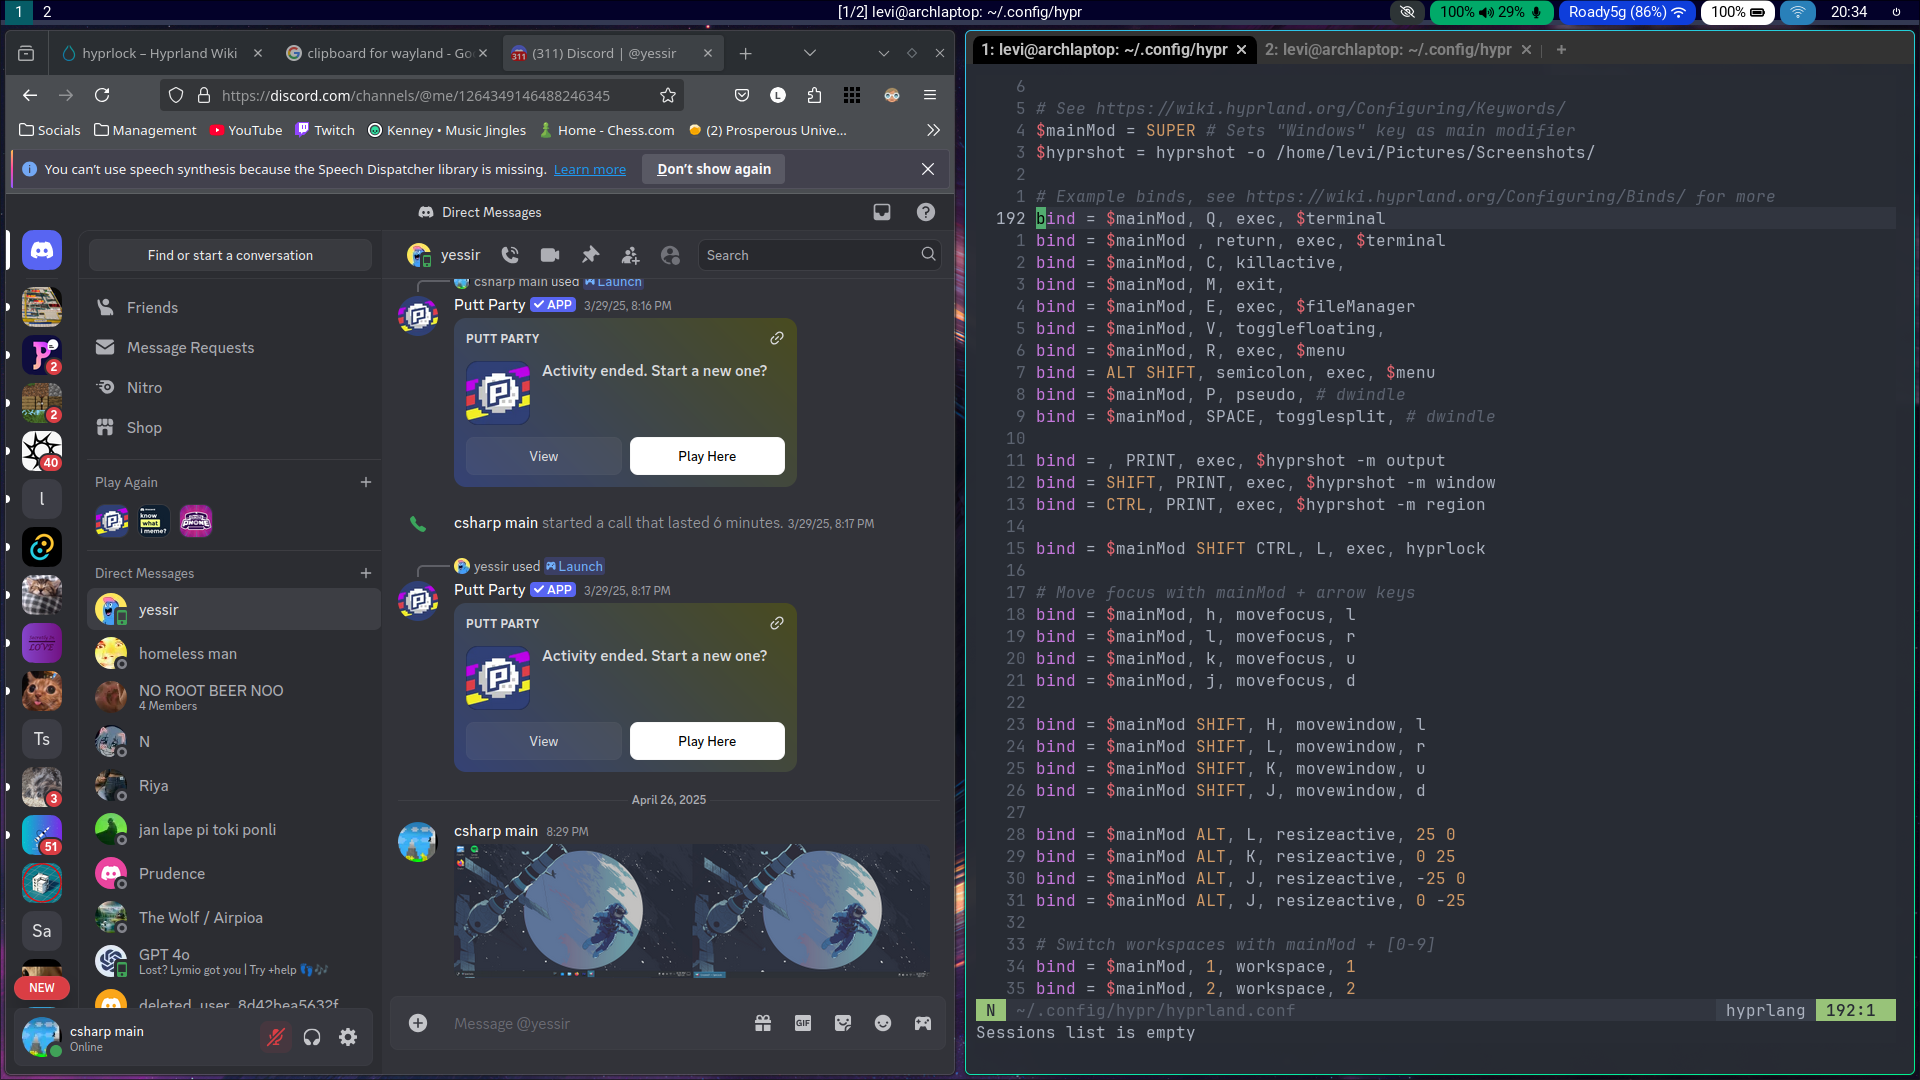 1 2
[1/2] levi@archlaptop: ~/.config/hypr
100% 29%
Roady5g (86%)
100%
20:34
hyprlock – Hyprland Wiki
clipboard for wayland - Go
(311) Discord | @yessir
https://discord.com/channels/@me/1264349146488246345
Socials Management YouTube Twitch Kenney • Music Jingles Home - Chess.com (2) Prosperous Unive…
You can’t use speech synthesis because the Speech Dispatcher library is missing. Learn more Don’t show again
Direct Messages
Find or start a conversation
Friends
Message Requests
Nitro
Shop
Play Again
know what i meme?
PHONE
Direct Messages
yessir
homeless man
NO ROOT BEER NOO
4 Members
N
Riya
jan lape pi toki ponli
Prudence
The Wolf / Airpioa
GPT 4o
Lost? Lymio got you | Try +help
deleted_user_8d42bea5632f
2
2
40
l
LOVE
Ts
3
51
Sa
NEW
csharp main
Online
yessir
Search
csharp main used Launch
Putt Party APP 3/29/25, 8:16 PM
PUTT PARTY
Activity ended. Start a new one?
View Play Here
csharp main started a call that lasted 6 minutes. 3/29/25, 8:17 PM
yessir used Launch
Putt Party APP 3/29/25, 8:17 PM
PUTT PARTY
Activity ended. Start a new one?
View Play Here
April 26, 2025
csharp main 8:29 PM
Message @yessir
GIF
1: levi@archlaptop: ~/.config/hypr 2: levi@archlaptop: ~/.config/hypr
6
5 # See https://wiki.hyprland.org/Configuring/Keywords/
4 $mainMod = SUPER # Sets "Windows" key as main modifier
3 $hyprshot = hyprshot -o /home/levi/Pictures/Screenshots/
2
1 # Example binds, see https://wiki.hyprland.org/Configuring/Binds/ for more
192 bind = $mainMod, Q, exec, $terminal
1 bind = $mainMod , return, exec, $terminal
2 bind = $mainMod, C, killactive,
3 bind = $mainMod, M, exit,
4 bind = $mainMod, E, exec, $fileManager
5 bind = $mainMod, V, togglefloating,
6 bind = $mainMod, R, exec, $menu
7 bind = ALT SHIFT, semicolon, exec, $menu
8 bind = $mainMod, P, pseudo, # dwindle
9 bind = $mainMod, SPACE, togglesplit, # dwindle
10
11 bind = , PRINT, exec, $hyprshot -m output
12 bind = SHIFT, PRINT, exec, $hyprshot -m window
13 bind = CTRL, PRINT, exec, $hyprshot -m region
14
15 bind = $mainMod SHIFT CTRL, L, exec, hyprlock
16
17 # Move focus with mainMod + arrow keys
18 bind = $mainMod, h, movefocus, l
19 bind = $mainMod, l, movefocus, r
20 bind = $mainMod, k, movefocus, u
21 bind = $mainMod, j, movefocus, d
22
23 bind = $mainMod SHIFT, H, movewindow, l
24 bind = $mainMod SHIFT, L, movewindow, r
25 bind = $mainMod SHIFT, K, movewindow, u
26 bind = $mainMod SHIFT, J, movewindow, d
27
28 bind = $mainMod ALT, L, resizeactive, 25 0
29 bind = $mainMod ALT, K, resizeactive, 0 25
30 bind = $mainMod ALT, J, resizeactive, -25 0
31 bind = $mainMod ALT, J, resizeactive, 0 -25
32
33 # Switch workspaces with mainMod + [0-9]
34 bind = $mainMod, 1, workspace, 1
35 bind = $mainMod, 2, workspace, 2
N ~/.config/hypr/hyprland.conf hyprlang 192:1
Sessions list is empty